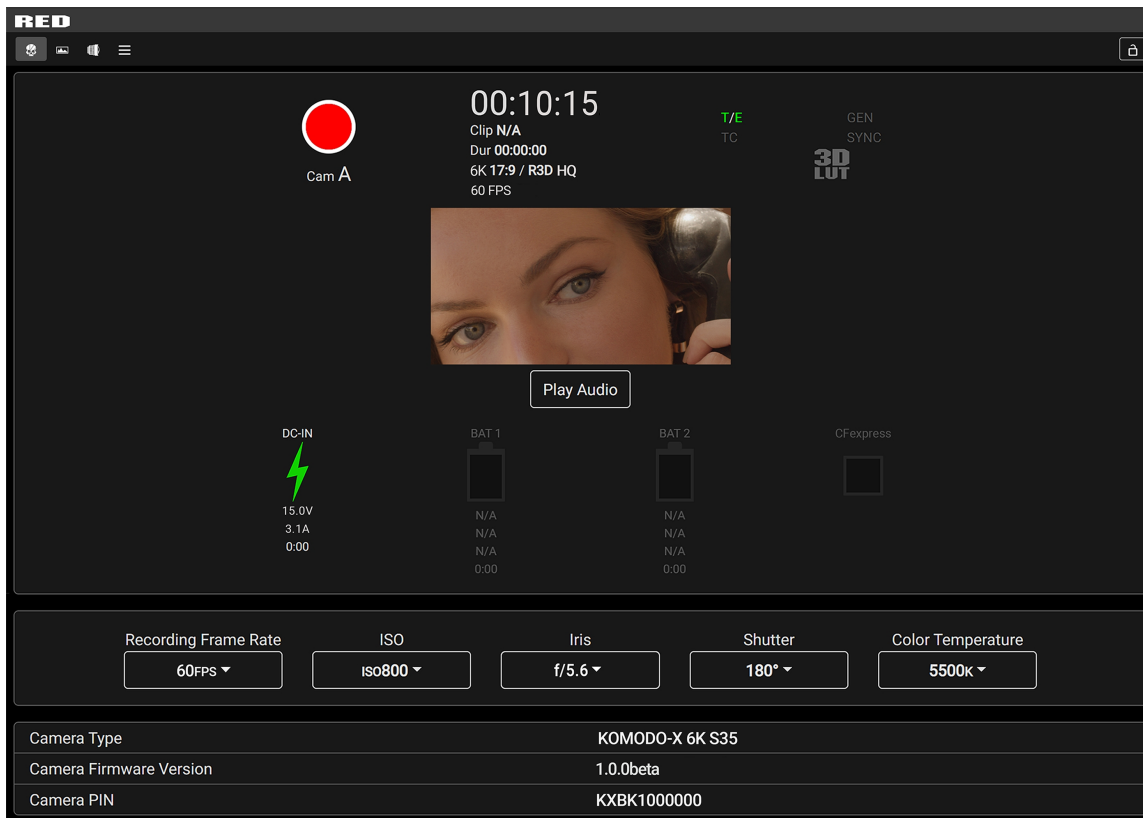 RED
00:10:15
Clip N/A
Dur 00:00:00
6K 17:9 / R3D HQ
60 FPS
Cam A
T/E
TC
GEN
SYNC
3D
LUT
Play Audio
DC-IN
15.0V
3.1A
0:00
BAT 1
N/A
N/A
N/A
0:00
BAT 2
N/A
N/A
N/A
0:00
CFexpress
Recording Frame Rate
60FPS
ISO
ISO800
Iris
f/5.6
Shutter
180°
Color Temperature
5500K
Camera Type KOMODO-X 6K S35
Camera Firmware Version 1.0.0beta
Camera PIN KXBK1000000